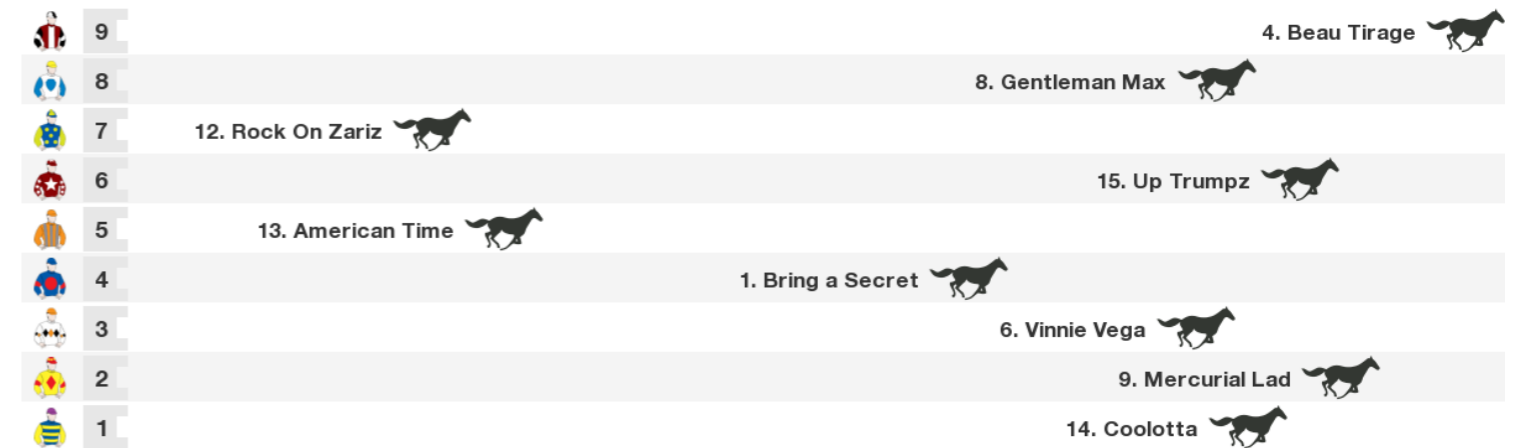 9 4. Beau Tirage
8 8. Gentleman Max
7 12. Rock On Zariz
6 15. Up Trumpz
5 13. American Time
4 1. Bring a Secret
3 6. Vinnie Vega
2 9. Mercurial Lad
1 14. Coolotta